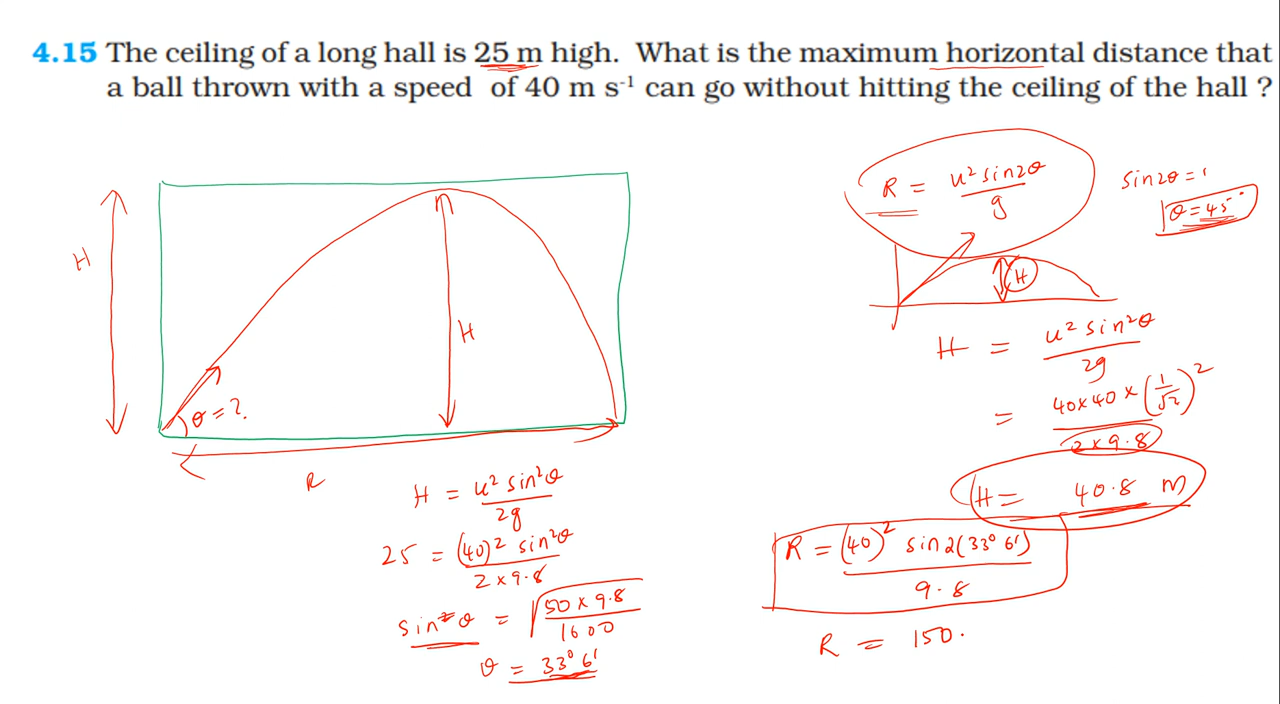 4.15 The ceiling of a long hall is 25 m high. What is the maximum horizontal distance that
a ball thrown with a speed of 40 m s⁻¹ can go without hitting the ceiling of the hall ?
H
H
θ = ?
R
H = u² sin²θ / 2g
25 = (40)² sin²θ / 2 × 9.8
sin θ = √(50 × 9.8 / 1600)
θ = 33° 6'
R = u² sin2θ / g
sin2θ = 1
θ = 45°
H
H = u² sin²θ / 2g
= 40×40 × (1/√2)² / 2 × 9.8
H = 40.8 m
R = (40)² sin 2(33° 6') / 9.8
R = 150.